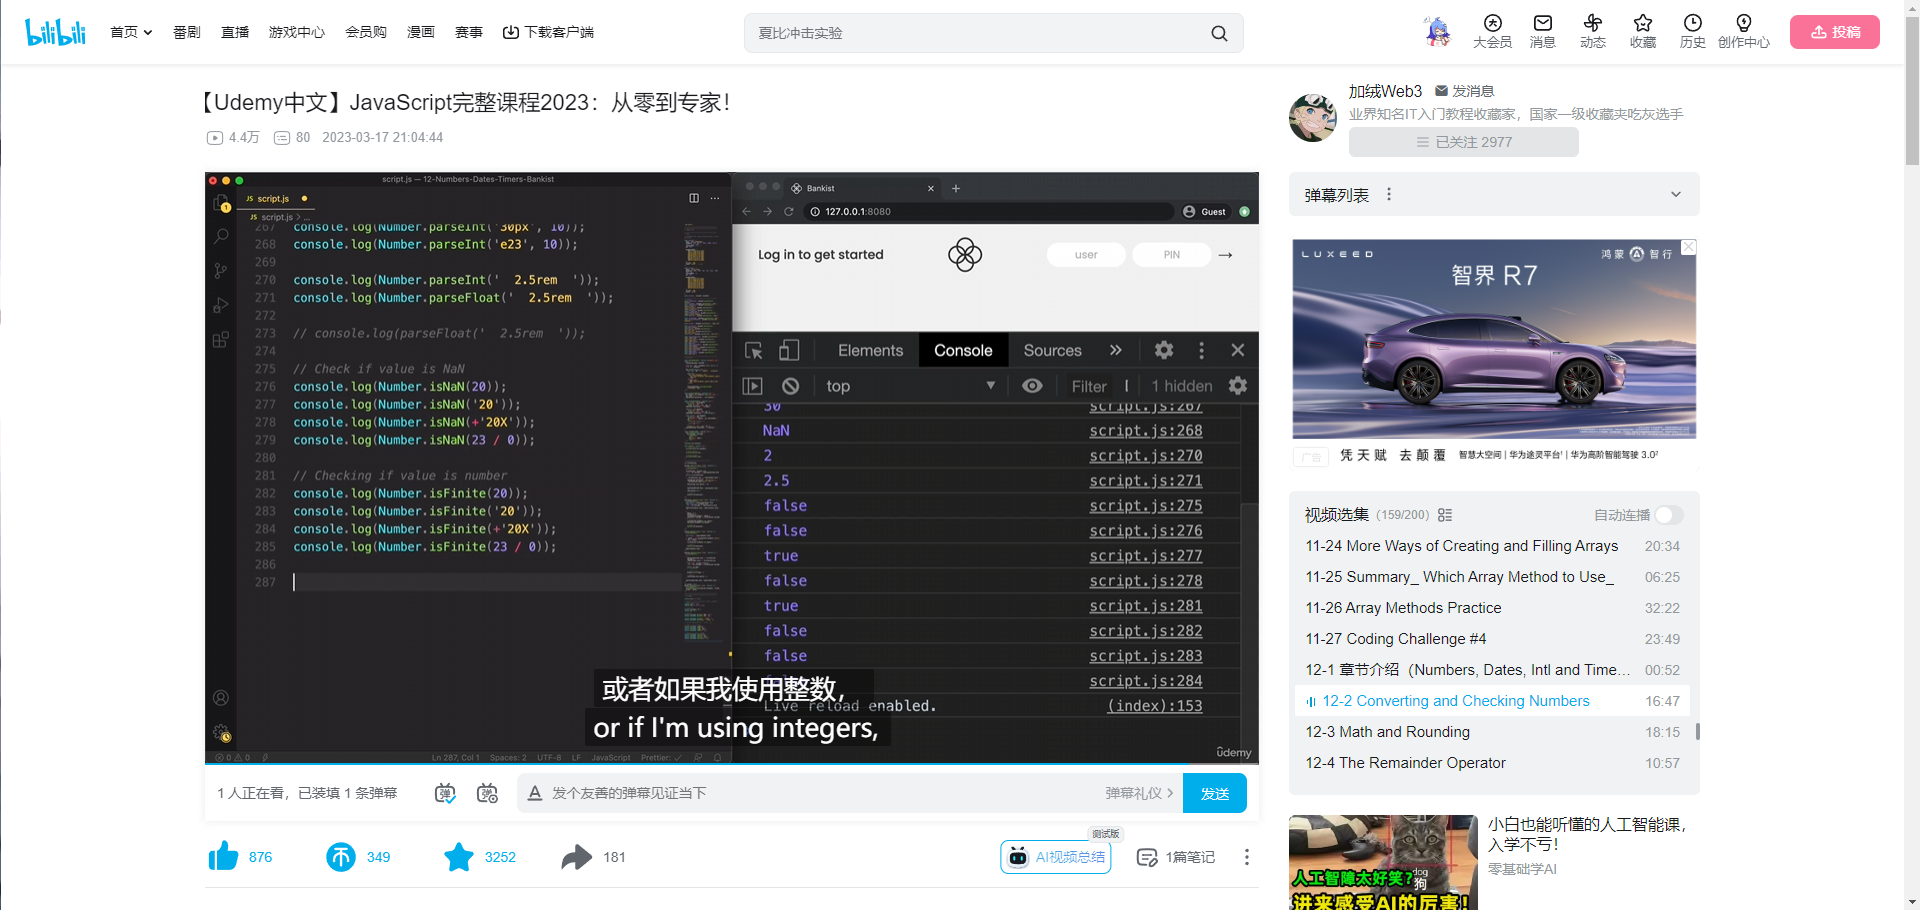 bilibili
首页
番剧
直播
游戏中心
会员购
漫画
赛事
下载客户端
夏比冲击实验
大会员
消息
动态
收藏
历史
创作中心
投稿
【Udemy中文】JavaScript完整课程2023：从零到专家！
4.4万
80
2023-03-17 21:04:44
加绒Web3
发消息
业界知名IT入门教程收藏家，国家一级收藏夹吃灰选手
已关注 2977
script.js — 12-Numbers-Dates-Timers-Bankist
JS script.js
JS script.js > ...
267 console.log(Number.parseInt('30px', 10));
268 console.log(Number.parseInt('e23', 10));
269
270 console.log(Number.parseInt('  2.5rem  '));
271 console.log(Number.parseFloat('  2.5rem  '));
272
273 // console.log(parseFloat('  2.5rem  '));
274
275 // Check if value is NaN
276 console.log(Number.isNaN(20));
277 console.log(Number.isNaN('20'));
278 console.log(Number.isNaN(+'20X'));
279 console.log(Number.isNaN(23 / 0));
280
281 // Checking if value is number
282 console.log(Number.isFinite(20));
283 console.log(Number.isFinite('20'));
284 console.log(Number.isFinite(+'20X'));
285 console.log(Number.isFinite(23 / 0));
286
287
Ln 287, Col 1
Spaces: 2
UTF-8
LF
JavaScript
Prettier: ✓
Bankist
127.0.0.1:8080
Guest
Log in to get started
user
PIN
Elements
Console
Sources
top
Filter
1 hidden
30 script.js:267
NaN script.js:268
2 script.js:270
2.5 script.js:271
false script.js:275
false script.js:276
true script.js:277
false script.js:278
true script.js:281
false script.js:282
false script.js:283
script.js:284
Live reload enabled. (index):153
或者如果我使用整数，
or if I'm using integers,
ûdemy
1 人正在看，已装填 1 条弹幕
发个友善的弹幕见证当下
弹幕礼仪
发送
876
349
3252
181
测试版
AI视频总结
1篇笔记
弹幕列表
LUXEED
鸿蒙智行
智界 R7
广告
凭天赋 去颠覆
智慧大空间 | 华为途灵平台¹ | 华为高阶智能驾驶 3.0²
视频选集 (159/200)
自动连播
11-24 More Ways of Creating and Filling Arrays 20:34
11-25 Summary_ Which Array Method to Use_ 06:25
11-26 Array Methods Practice 32:22
11-27 Coding Challenge #4 23:49
12-1 章节介绍（Numbers, Dates, Intl and Time... 00:52
12-2 Converting and Checking Numbers 16:47
12-3 Math and Rounding 18:15
12-4 The Remainder Operator 10:57
小白也能听懂的人工智能课，
入学不亏！
零基础学AI
dog
狗
人工智障太好笑？
进来感受AI的厉害！